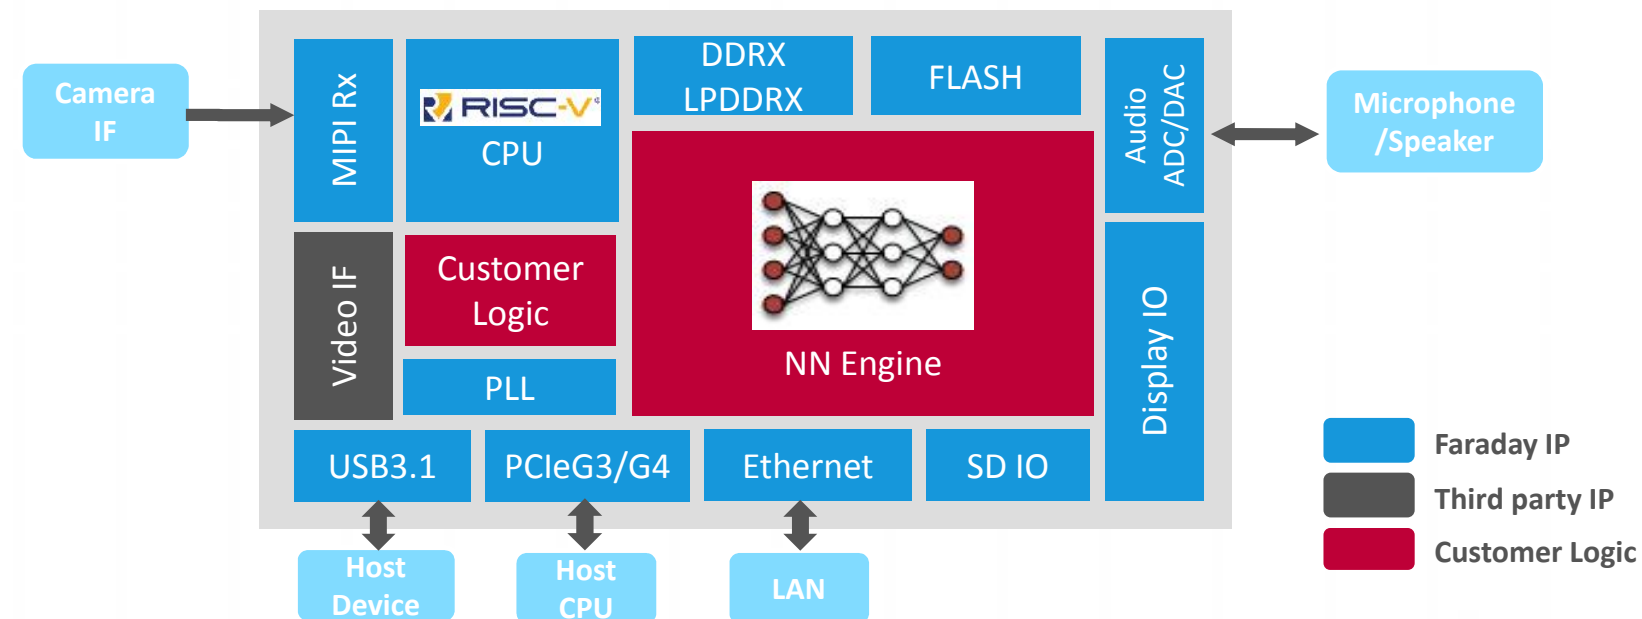 Camera
IF
MIPI Rx
RISC-V
CPU
DDRX
LPDDRX
FLASH
Audio
ADC/DAC
Microphone
/Speaker
Video IF
Customer
Logic
PLL
NN Engine
Display IO
USB3.1
PCIeG3/G4
Ethernet
SD IO
Host
Device
Host
CPU
LAN
Faraday IP
Third party IP
Customer Logic